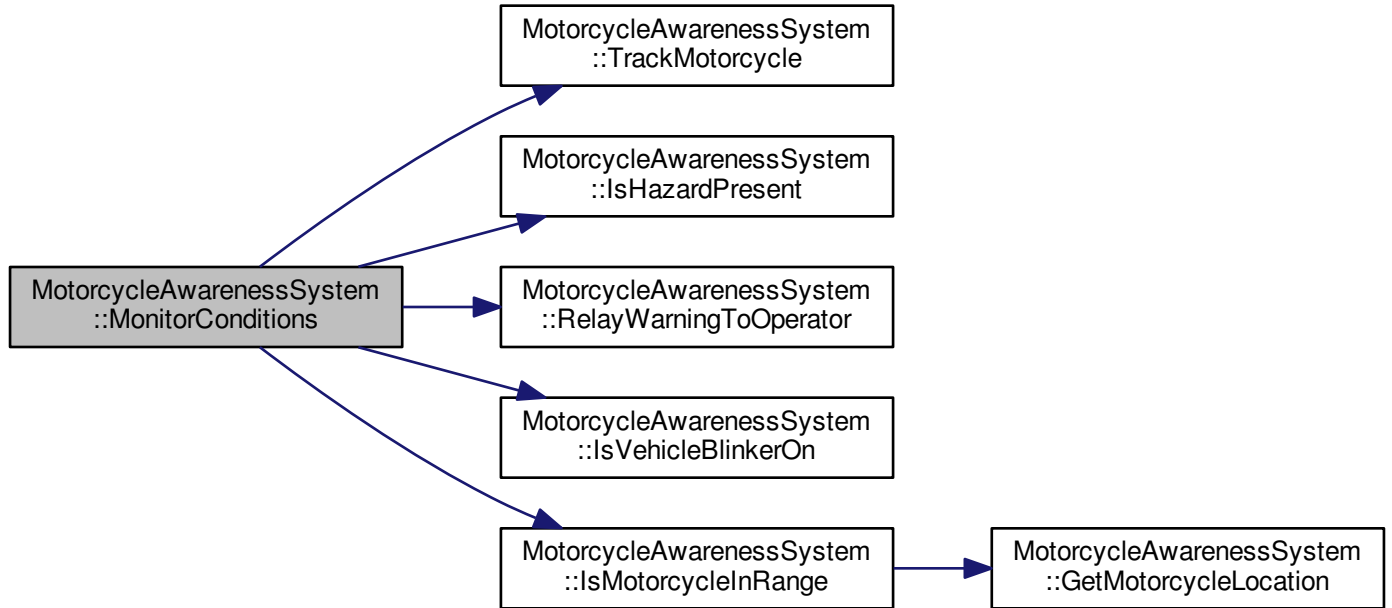 MotorcycleAwarenessSystem
::TrackMotorcycle
MotorcycleAwarenessSystem
::IsHazardPresent
MotorcycleAwarenessSystem
::MonitorConditions
MotorcycleAwarenessSystem
::RelayWarningToOperator
MotorcycleAwarenessSystem
::IsVehicleBlinkerOn
MotorcycleAwarenessSystem
::IsMotorcycleInRange
MotorcycleAwarenessSystem
::GetMotorcycleLocation